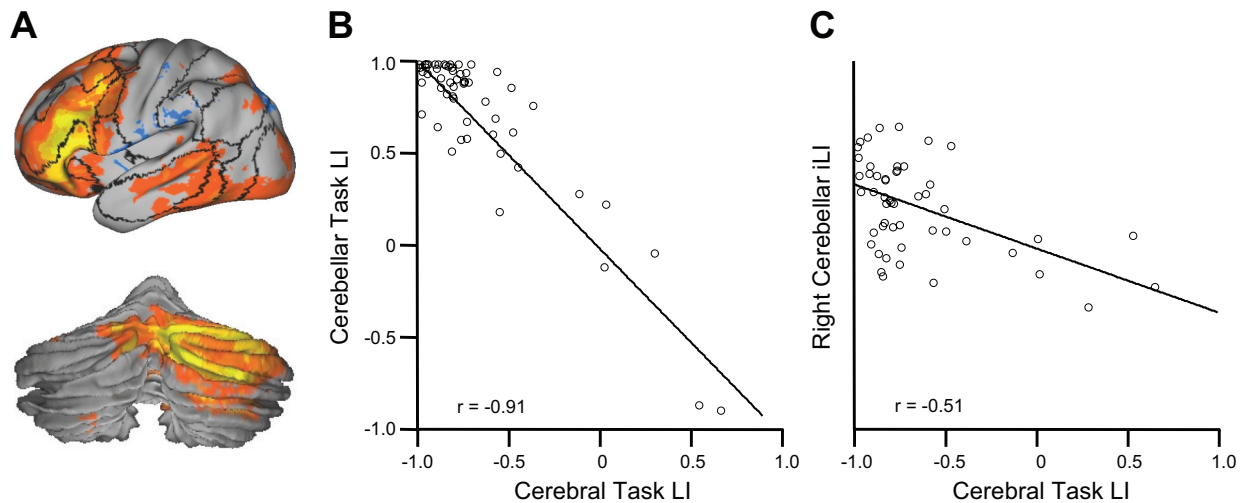 A
B
C
Cerebellar Task LI
1.0
0.5
0
-0.5
-1.0
r = -0.91
-1.0
-0.5
0
0.5
1.0
Cerebral Task LI
Right Cerebellar iLI
r = -0.51
-1.0
-0.5
0
0.5
1.0
Cerebral Task LI